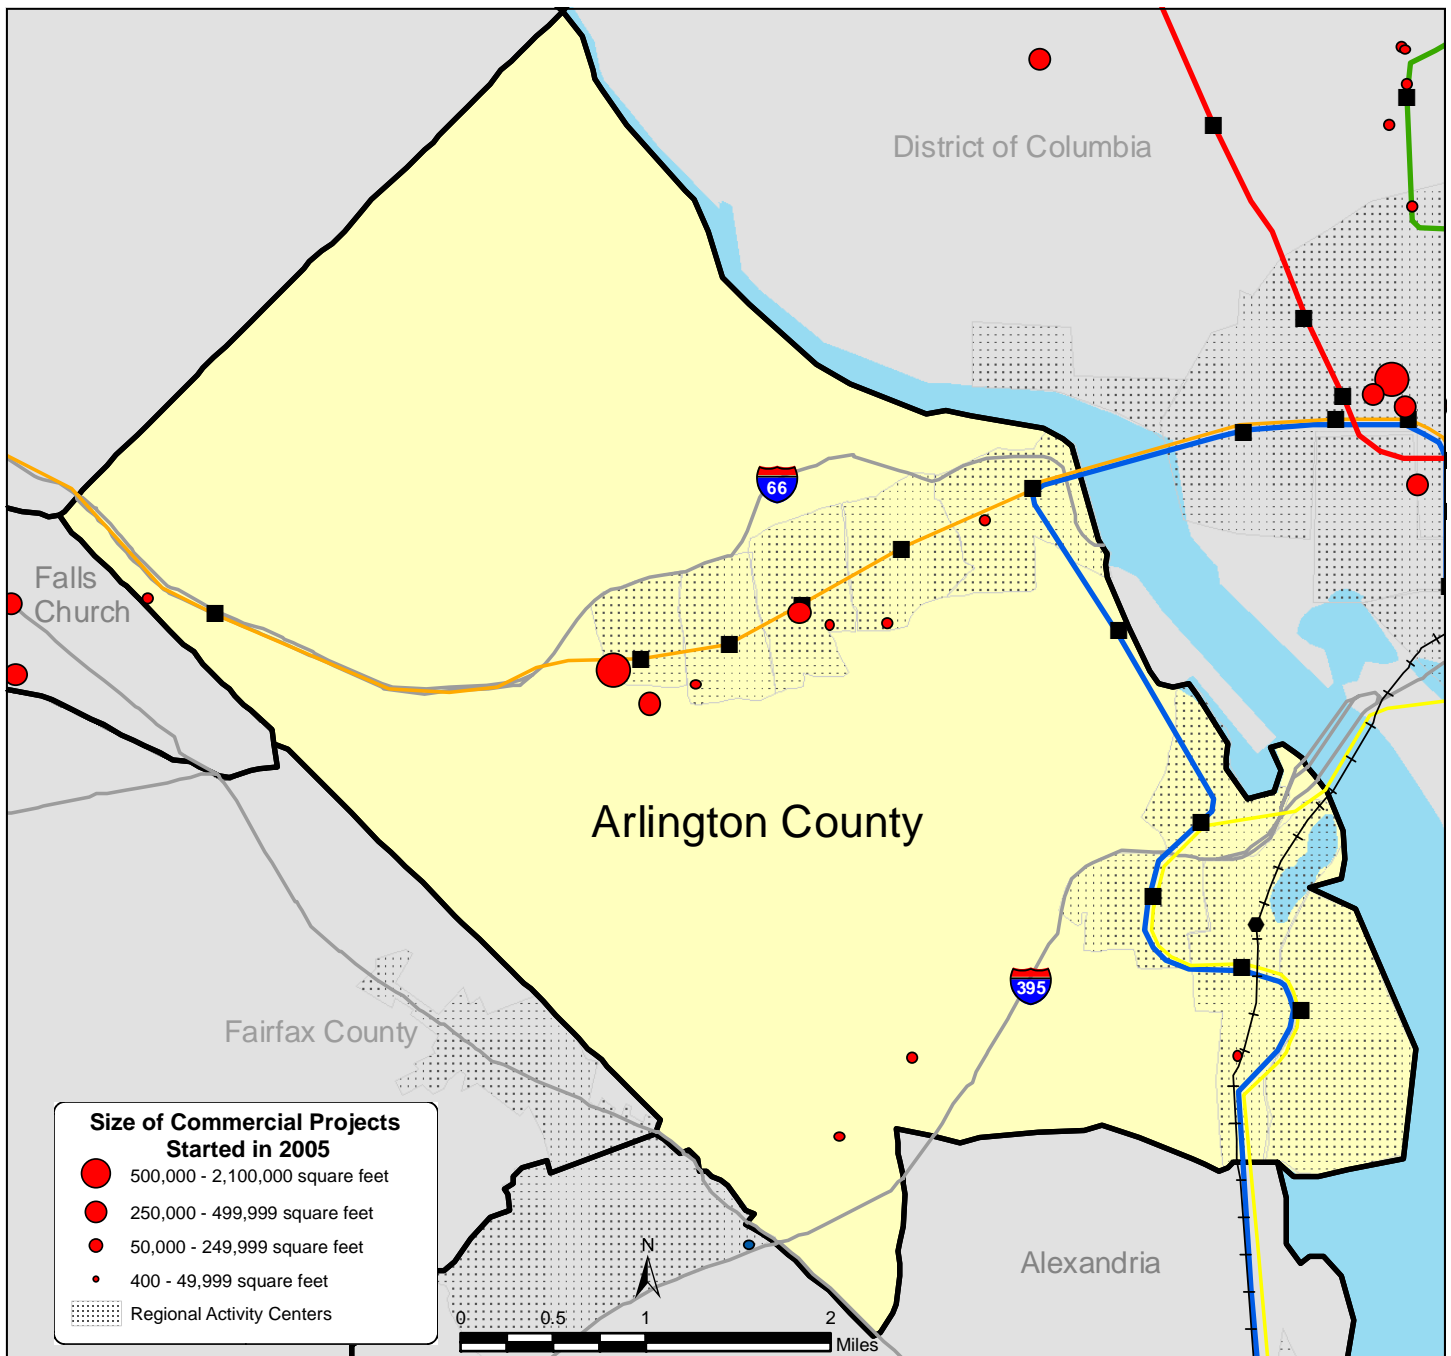 District of Columbia
66
Falls
Church
Arlington County
395
Fairfax County
Size of Commercial Projects
Started in 2005
500,000 - 2,100,000 square feet
250,000 - 499,999 square feet
50,000 - 249,999 square feet
400 - 49,999 square feet
Regional Activity Centers
N
Alexandria
0 0.5 1 2
Miles